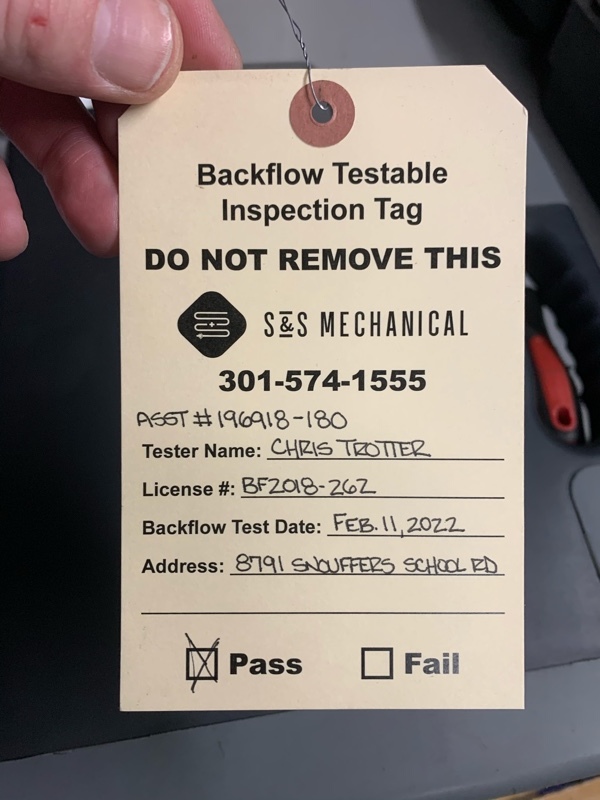 Backflow Testable
Inspection Tag
DO NOT REMOVE THIS
S&S MECHANICAL
301-574-1555
ASST #196918-180
Tester Name: CHRIS TROTTER
License #: BF2018-262
Backflow Test Date: FEB. 11, 2022
Address: 8791 SNOUFFERS SCHOOL RD
Pass Fail